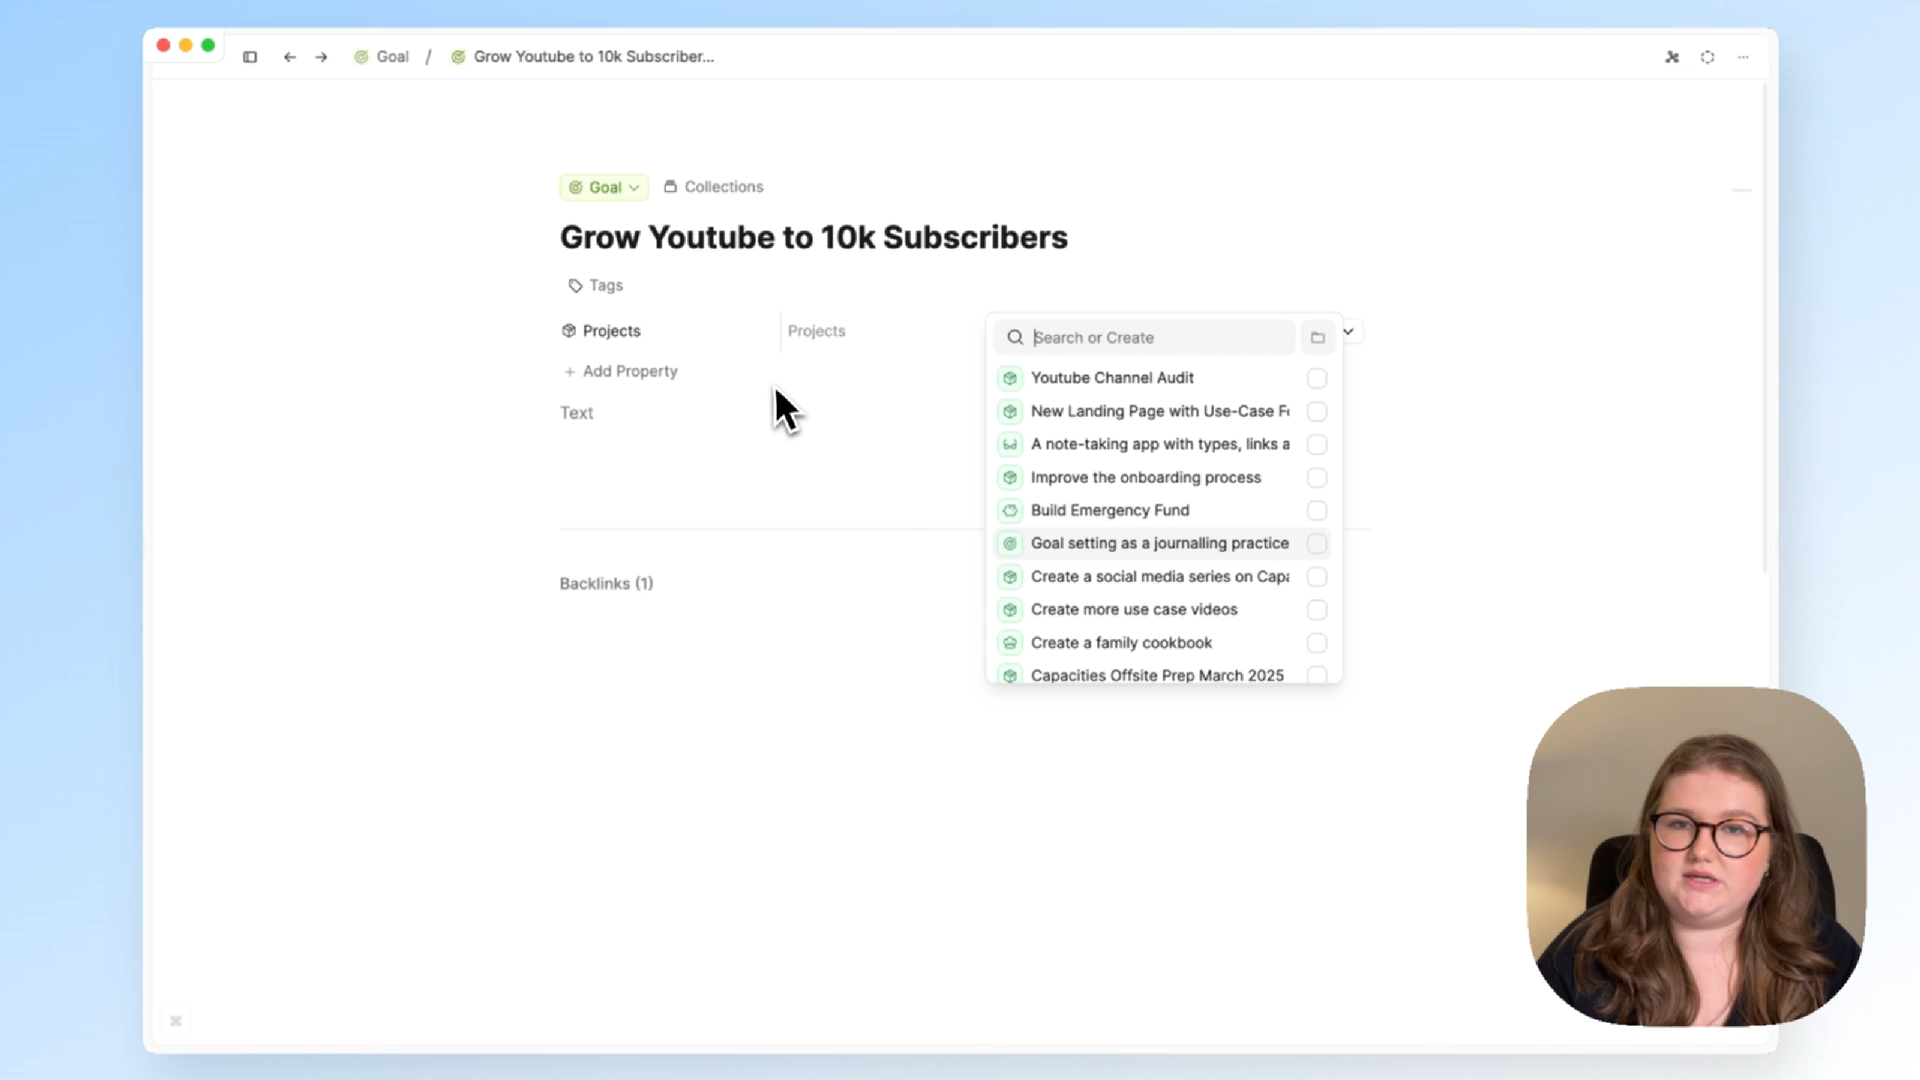 Goal / Grow Youtube to 10k Subscriber...
Goal Collections
Grow Youtube to 10k Subscribers
Tags
Projects Projects
+ Add Property
Text
Backlinks (1)
Search or Create
Youtube Channel Audit
New Landing Page with Use-Case F
A note-taking app with types, links a
Improve the onboarding process
Build Emergency Fund
Goal setting as a journalling practice
Create a social media series on Capa
Create more use case videos
Create a family cookbook
Capacities Offsite Prep March 2025